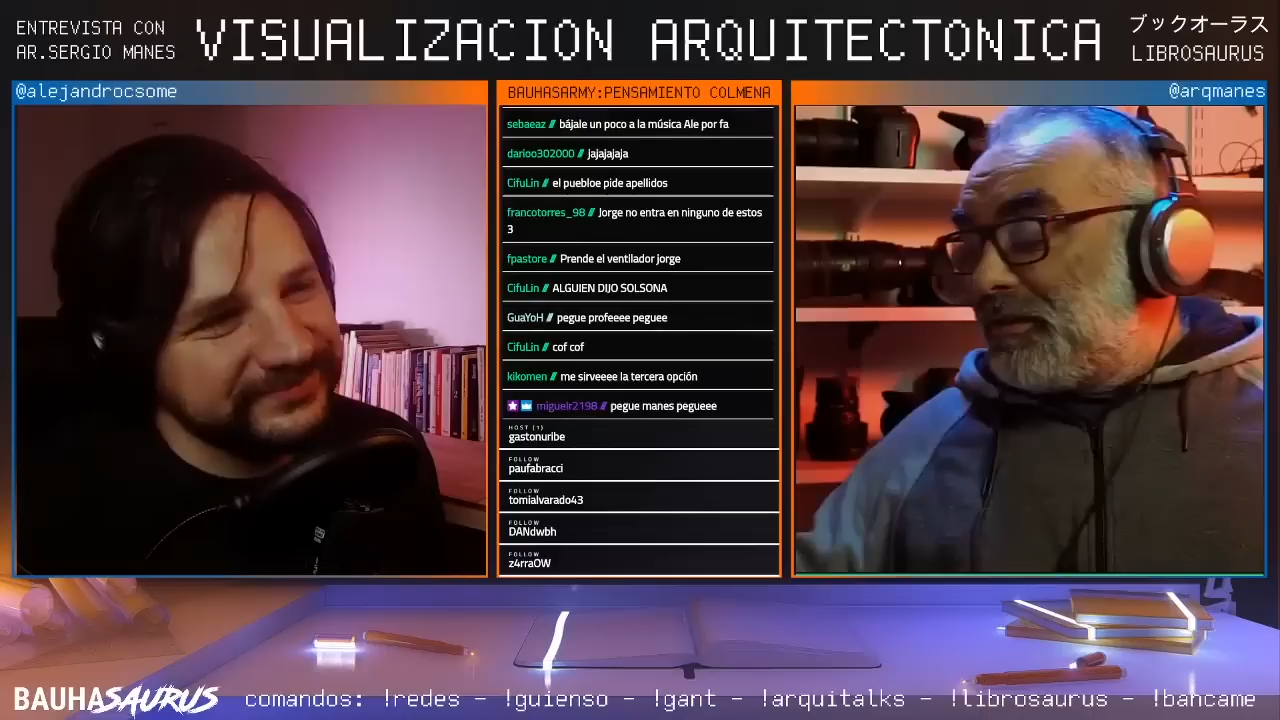 ENTREVISTA CON
AR.SERGIO MANES
VISUALIZACION ARQUITECTONICA
ブックオーラス
LIBROSAURUS
@alejandrocsome
BAUHASARMY:PENSAMIENTO COLMENA
@arqmanes
sebaeaz // bájale un poco a la música Ale por fa
darioo302000 // jajajajaja
CifuLin // el puebloe pide apellidos
francotorres_98 // Jorge no entra en ninguno de estos
3
fpastore // Prende el ventilador jorge
CifuLin // ALGUIEN DIJO SOLSONA
GuaYoH // pegue profeeee peguee
CifuLin // cof cof
kikomen // me sirveeee la tercera opción
miguelr2198 // pegue manes pegueee
HOST (1)
gastonuribe
FOLLOW
paufabracci
FOLLOW
tomialvarado43
FOLLOW
DANdwbh
FOLLOW
z4rraOW
BAUHASAURUS
comandos: !redes - !guienso - !gant - !arquitalks - !librosaurus - !bancame